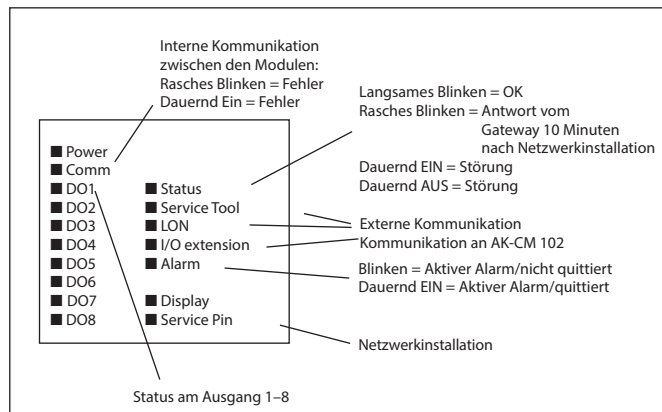 Interne Kommunikation
zwischen den Modulen:
Rasches Blinken = Fehler
Dauernd Ein = Fehler
Langsames Blinken = OK
Rasches Blinken = Antwort vom
Gateway 10 Minuten
nach Netzwerkinstallation
Dauernd EIN = Störung
Dauernd AUS = Störung
Power
Comm
DO1
DO2
DO3
DO4
DO5
DO6
DO7
DO8
Status
Service Tool
LON
I/O extension
Alarm
Display
Service Pin
Externe Kommunikation
Kommunikation an AK-CM 102
Blinken = Aktiver Alarm/nicht quittiert
Dauernd EIN = Aktiver Alarm/quittiert
Netzwerkinstallation
Status am Ausgang 1–8